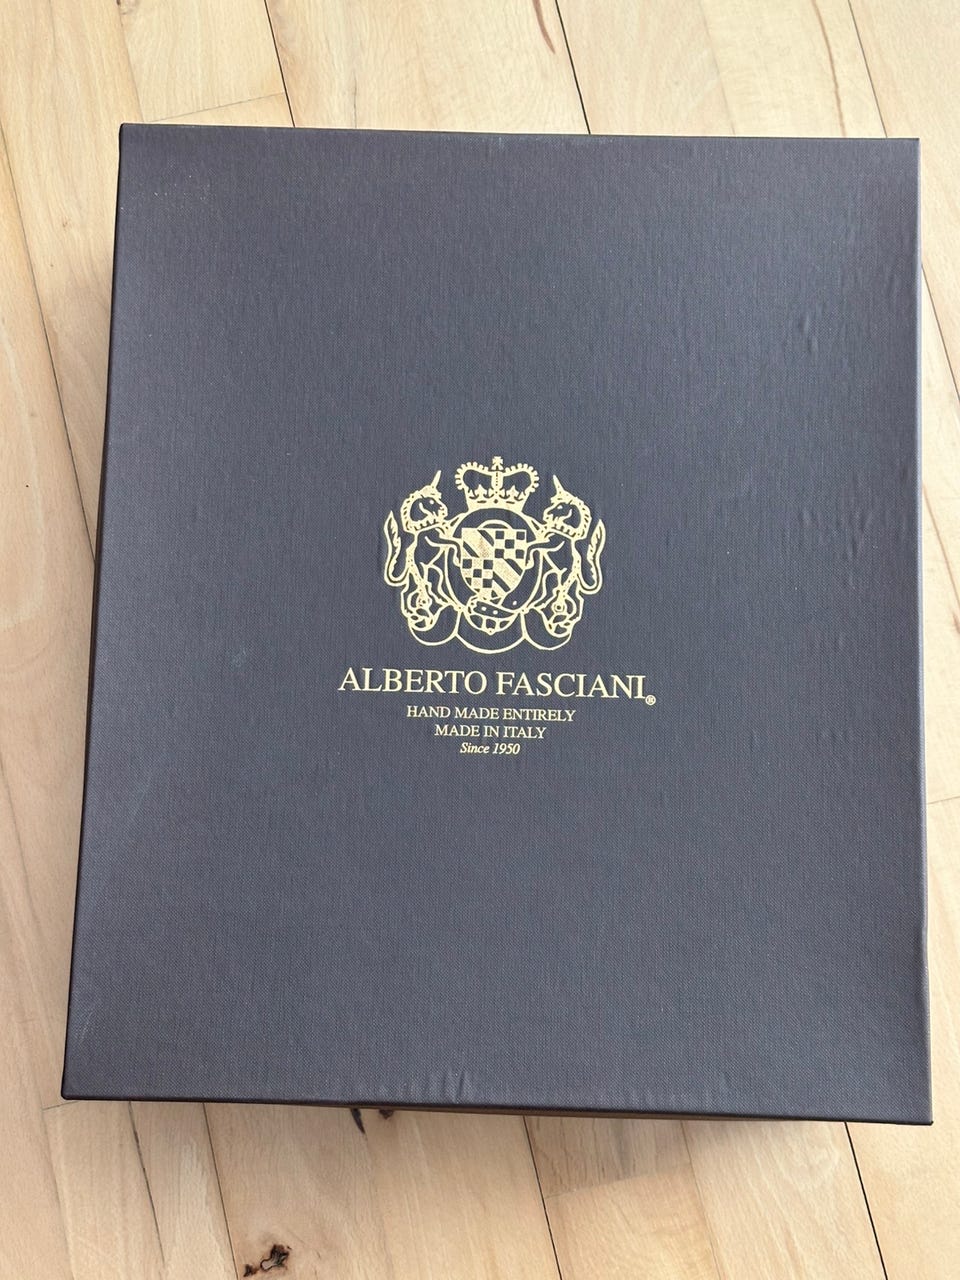 ALBERTO FASCIANI®
HAND MADE ENTIRELY
MADE IN ITALY
Since 1950